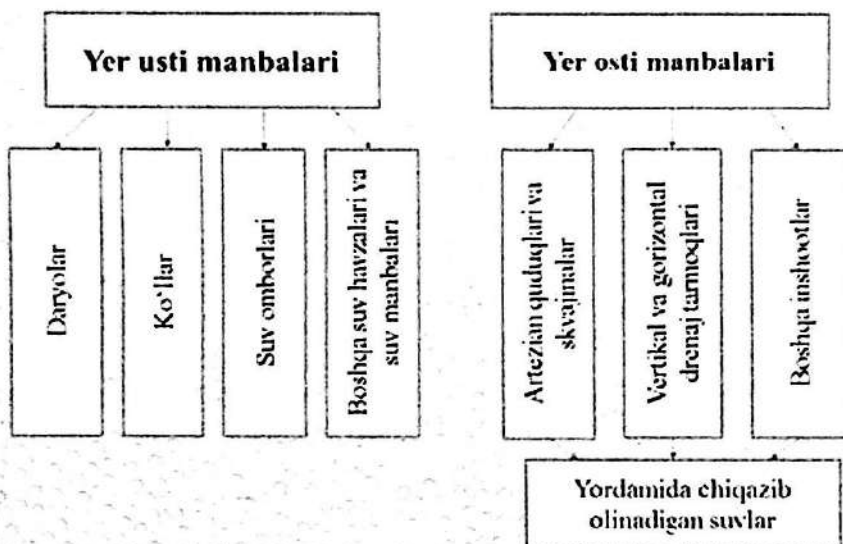 Yer usti manbalari
Daryolar
Ko'llar
Suv omborlari
Boshqa suv havzalari va
suv manbalari
Yer osti manbalari
Artezian quduqlari va
skvajinalar
Vertikal va gorizontal
drenaj tarmoqlari
Boshqa inshootlar
Yordamida chiqazib
olinadigan suvlar